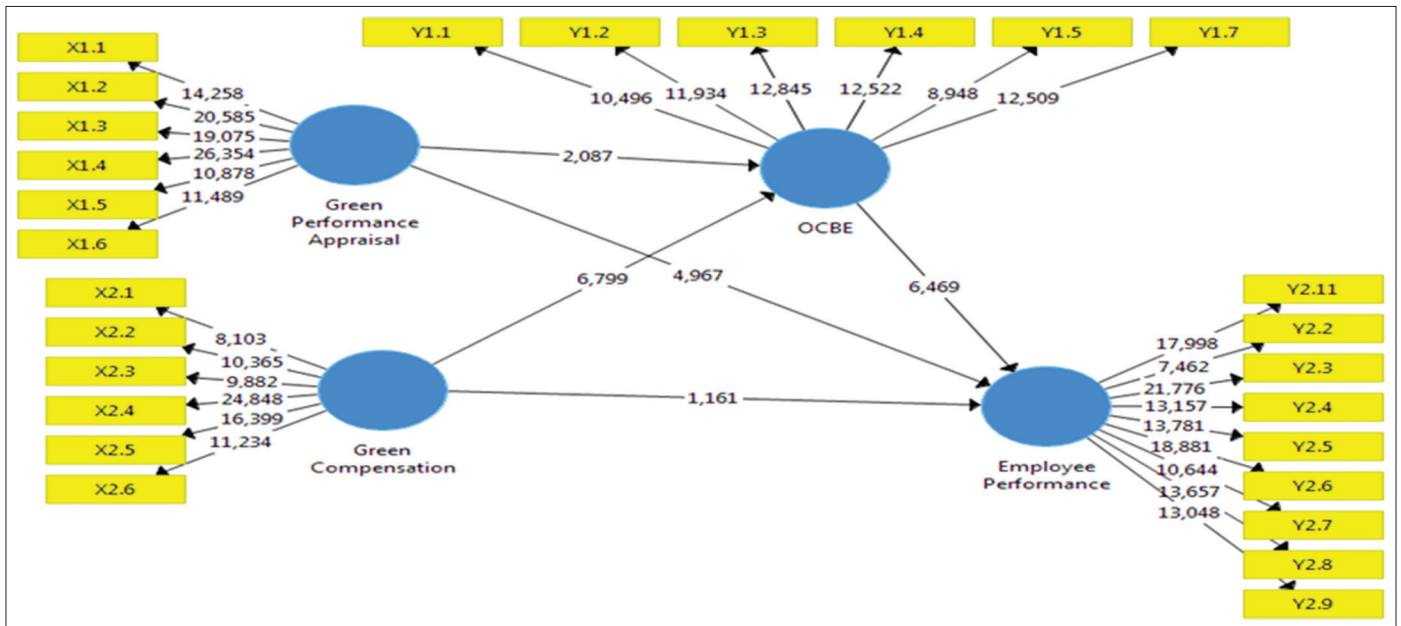 X1.1
X1.2
X1.3
X1.4
X1.5
X1.6
14,258
20,585
19,075
26,354
10,878
11,489
Green
Performance
Appraisal
Y1.1
Y1.2
Y1.3
Y1.4
Y1.5
Y1.7
10,496
11,934
12,845
12,522
8,948
12,509
OCBE
2,087
6,799
4,967
6,469
X2.1
X2.2
X2.3
X2.4
X2.5
X2.6
8,103
10,365
9,882
24,848
16,399
11,234
Green
Compensation
1,161
Employee
Performance
17,998
7,462
21,776
13,157
13,781
18,881
10,644
13,657
13,048
Y2.11
Y2.2
Y2.3
Y2.4
Y2.5
Y2.6
Y2.7
Y2.8
Y2.9